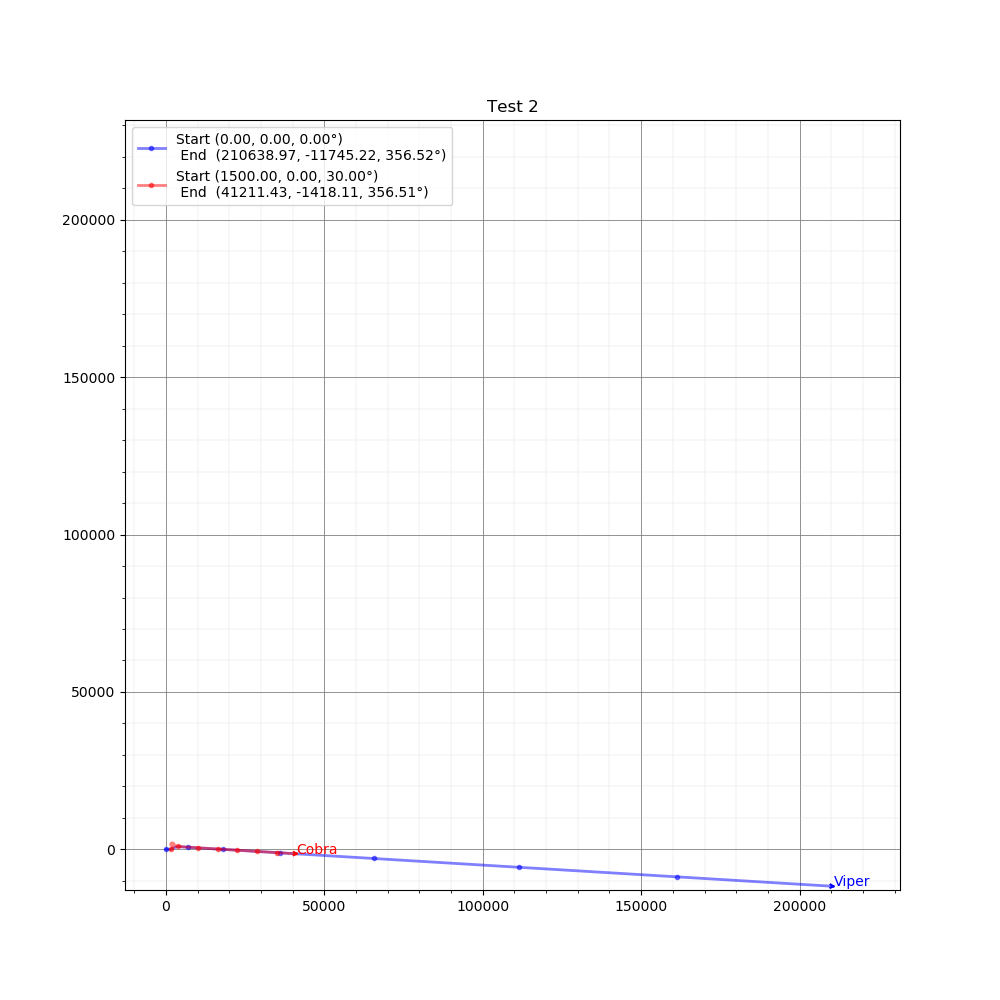 Test 2
Start (0.00, 0.00, 0.00°)
End (210638.97, -11745.22, 356.52°)
Start (1500.00, 0.00, 30.00°)
End (41211.43, -1418.11, 356.51°)
200000
150000
100000
50000
0
Cobra
Viper
0 50000 100000 150000 200000